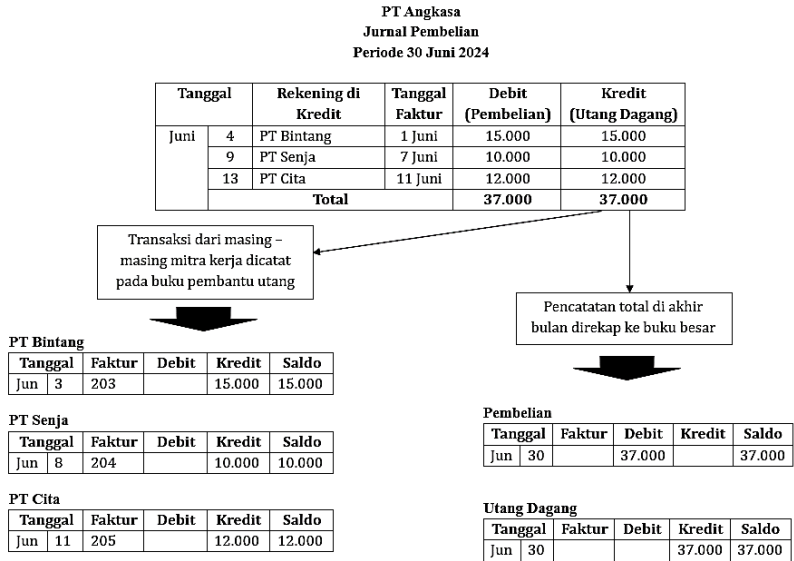 PT Angkasa
Jurnal Pembelian
Periode 30 Juni 2024
Tanggal Rekening di Kredit Tanggal Faktur Debit (Pembelian) Kredit (Utang Dagang)
Juni 4 PT Bintang 1 Juni 15.000 15.000
9 PT Senja 7 Juni 10.000 10.000
13 PT Cita 11 Juni 12.000 12.000
Total 37.000 37.000
Transaksi dari masing –
masing mitra kerja dicatat
pada buku pembantu utang
Pencatatan total di akhir
bulan direkap ke buku besar
PT Bintang
Tanggal Faktur Debit Kredit Saldo
Jun 3 203 15.000 15.000
PT Senja
Tanggal Faktur Debit Kredit Saldo
Jun 8 204 10.000 10.000
PT Cita
Tanggal Faktur Debit Kredit Saldo
Jun 11 205 12.000 12.000
Pembelian
Tanggal Faktur Debit Kredit Saldo
Jun 30 37.000 37.000
Utang Dagang
Tanggal Faktur Debit Kredit Saldo
Jun 30 37.000 37.000